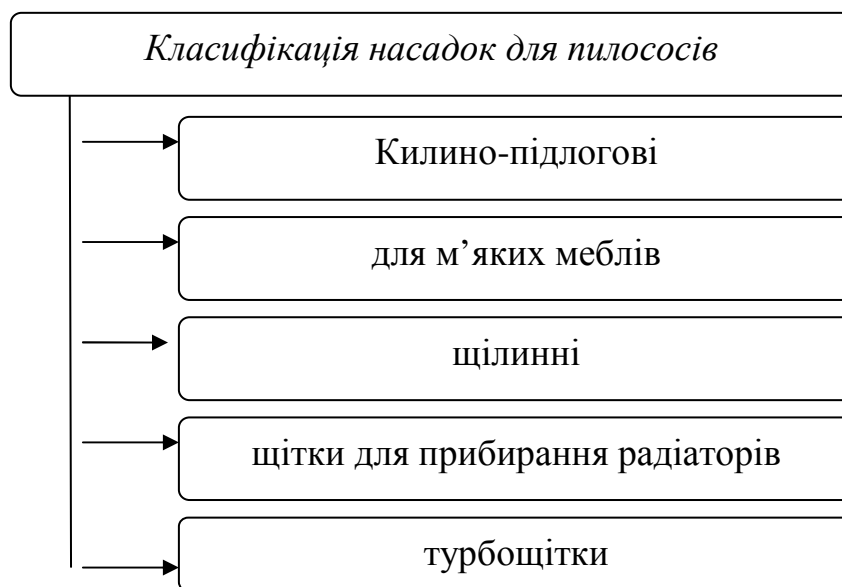 Класифікація насадок для пилососів
Килино-підлогові
для м’яких меблів
щілинні
щітки для прибирання радіаторів
турбощітки